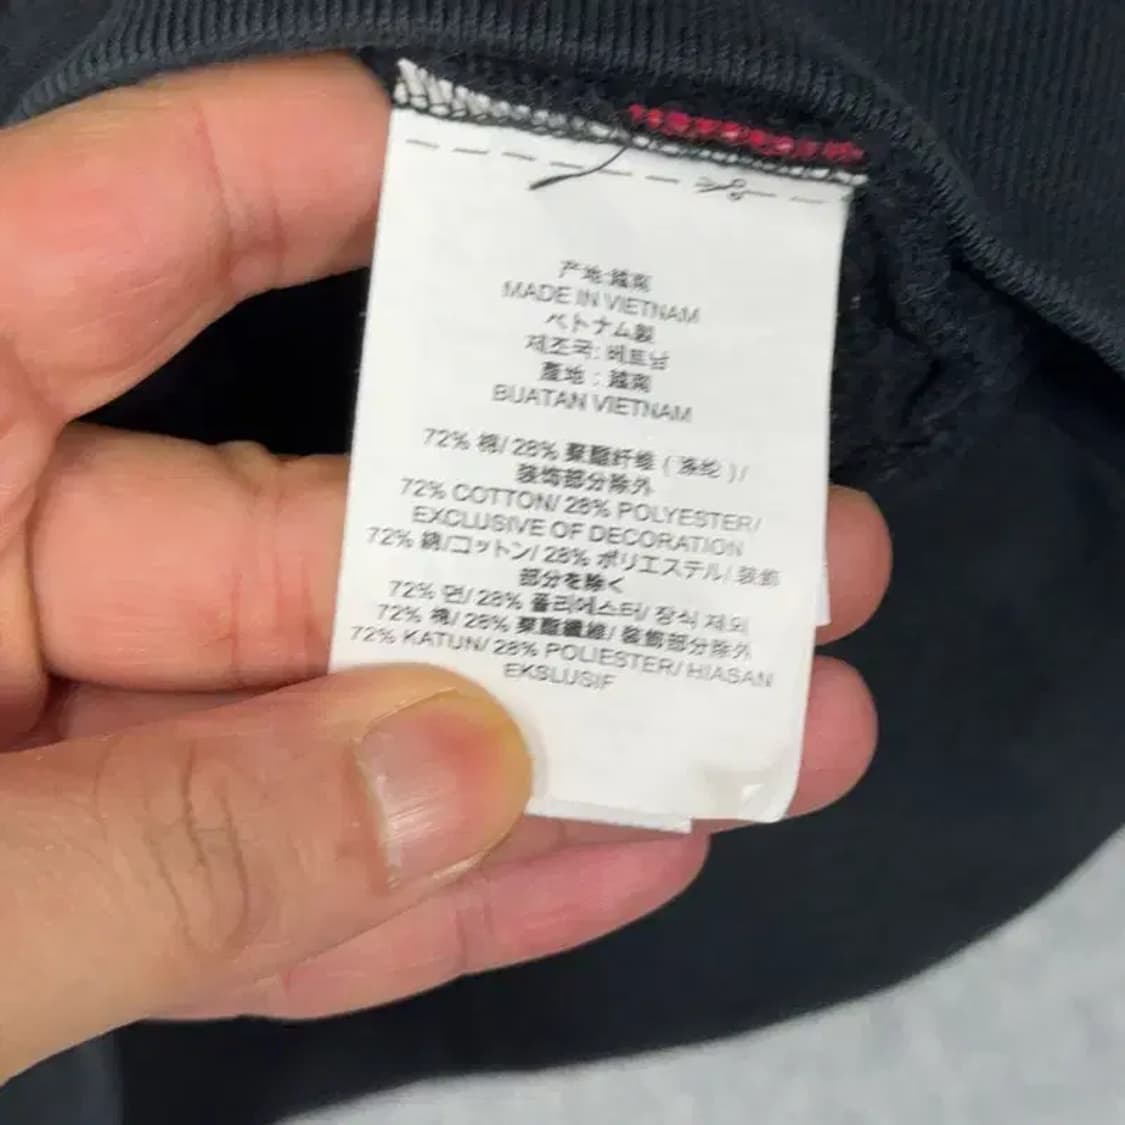 产地:越南
MADE IN VIETNAM
ベトナム製
제조국: 베트남
產地 : 越南
BUATAN VIETNAM
72% 棉/ 28% 聚酯纤维 ( 涤纶 )/
装饰部分除外
72% COTTON/ 28% POLYESTER/
EXCLUSIVE OF DECORATION
72% 綿/コットン/ 28% ポリエステル/ 装飾
部分を除く
72% 면/ 28% 폴리에스터/ 장식 제외
72% 棉/ 28% 聚酯纖維/ 裝飾部分除外
72% KATUN/ 28% POLIESTER/ HIASAN
EKSLUSIF